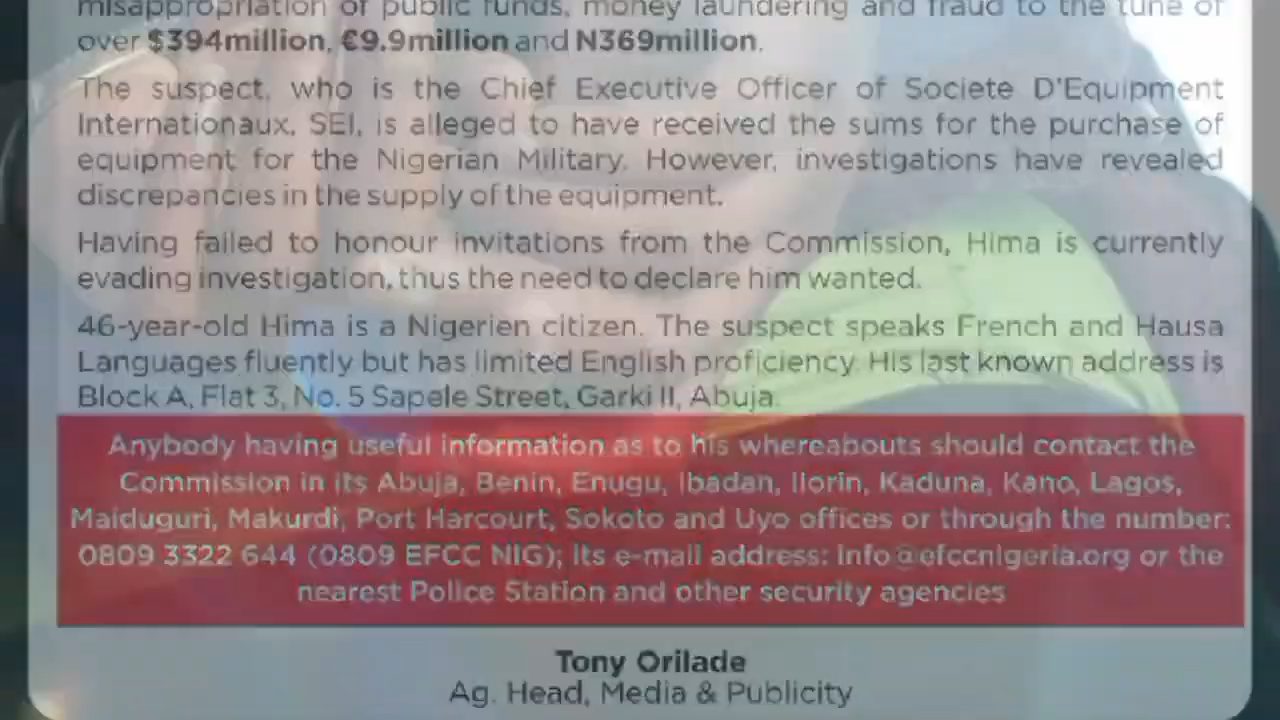 misappropriation of public funds, money laundering and fraud to the tune of
over $394million, €9.9million and N369million.
The suspect, who is the Chief Executive Officer of Societe D'Equipment
Internationaux, SEI, is alleged to have received the sums for the purchase of
equipment for the Nigerian Military. However, investigations have revealed
discrepancies in the supply of the equipment.
Having failed to honour invitations from the Commission, Hima is currently
evading investigation, thus the need to declare him wanted.
46-year-old Hima is a Nigerien citizen. The suspect speaks French and Hausa
Languages fluently but has limited English proficiency. His last known address is
Block A, Flat 3, No. 5 Sapele Street, Garki II, Abuja.
Anybody having useful information as to his whereabouts should contact the
Commission in its Abuja, Benin, Enugu, Ibadan, Ilorin, Kaduna, Kano, Lagos,
Maiduguri, Makurdi, Port Harcourt, Sokoto and Uyo offices or through the number:
0809 3322 644 (0809 EFCC NIG); its e-mail address: info@efccnigeria.org or the
nearest Police Station and other security agencies
Tony Orilade
Ag. Head, Media & Publicity